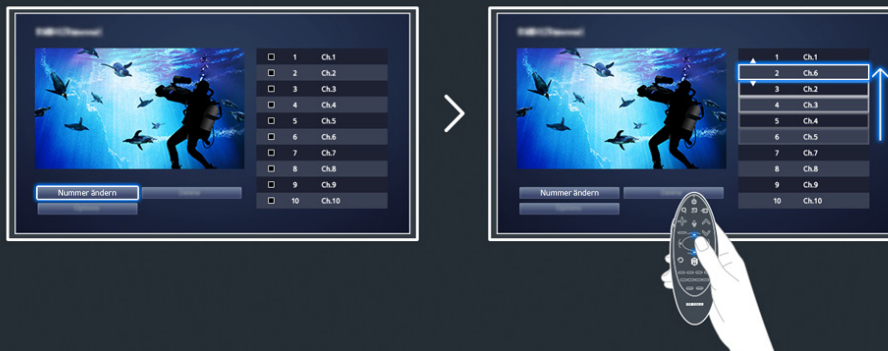 1 Ch.1
2 Ch.2
3 Ch.3
4 Ch.4
5 Ch.5
6 Ch.6
7 Ch.7
8 Ch.8
9 Ch.9
10 Ch.10
Nummer ändern
1 Ch.1
2 Ch.6
3 Ch.2
4 Ch.3
5 Ch.4
6 Ch.5
7 Ch.7
8 Ch.8
9 Ch.9
10 Ch.10
Nummer ändern